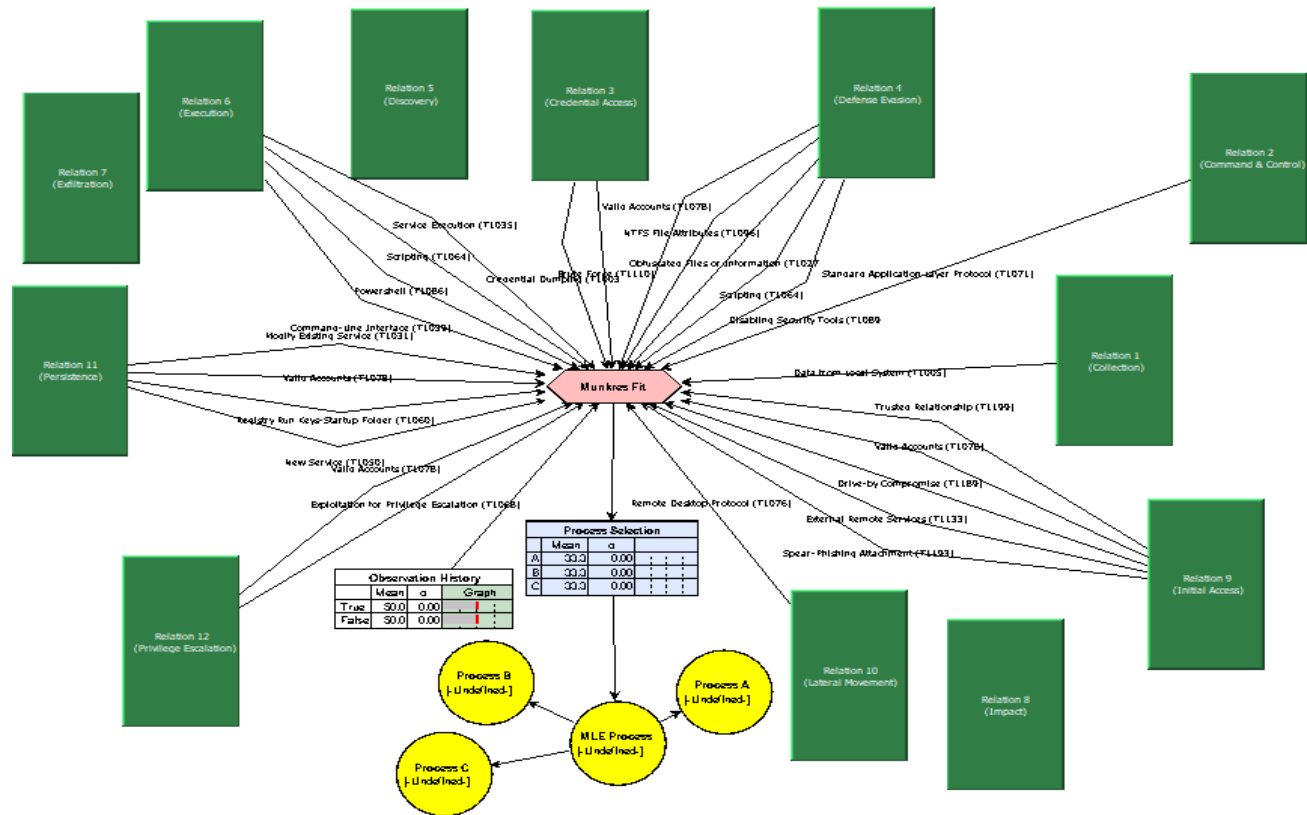 Relation 6
(Execution)
Relation 5
(Discovery)
Relation 3
(Credential Access)
Relation 4
(Defense Evasion)
Relation 7
(Exfiltration)
Relation 2
(Command & Control)
Valid Accounts (T1078)
Service Execution (T1035)
NTFS File Attributes (T1096)
Scripting (T1064)
Obfuscated Files or Information (T1027
Credential Dumping (T1003
Brute Force (T1110)
Standard Application Layer Protocol (T1071)
Powershell (T1086)
Scripting (T1064)
Disabling Security Tools (T1089
Command-Line Interface (T1059)
Modify Existing Service (T1031)
Relation 11
(Persistence)
Relation 1
(Collection)
Data from Local System (T1005)
Valid Accounts (T1078)
Munkres Fit
Trusted Relationship (T1199)
Registry Run Keys-Startup Folder (T1060)
Valid Accounts (T1078)
New Service (T1050)
Valid Accounts (T1078)
Drive-by Compromise (T1189)
Exploitation for Privilege Escalation (T1068)
Remote Desktop Protocol (T1076)
External Remote Services (T1133)
Spear-Phishing Attachment (T1193)
Process Selection
Mean σ
A 33.3 0.00
B 33.3 0.00
C 33.3 0.00
Observation History
Mean σ Graph
True 50.0 0.00
False 50.0 0.00
Relation 9
(Initial Access)
Relation 12
(Privilege Escalation)
Relation 10
(Lateral Movement)
Relation 8
(Impact)
Process B
[-Undefined-]
Process A
[-Undefined-]
MLE Process
[-Undefined-]
Process C
[-Undefined-]